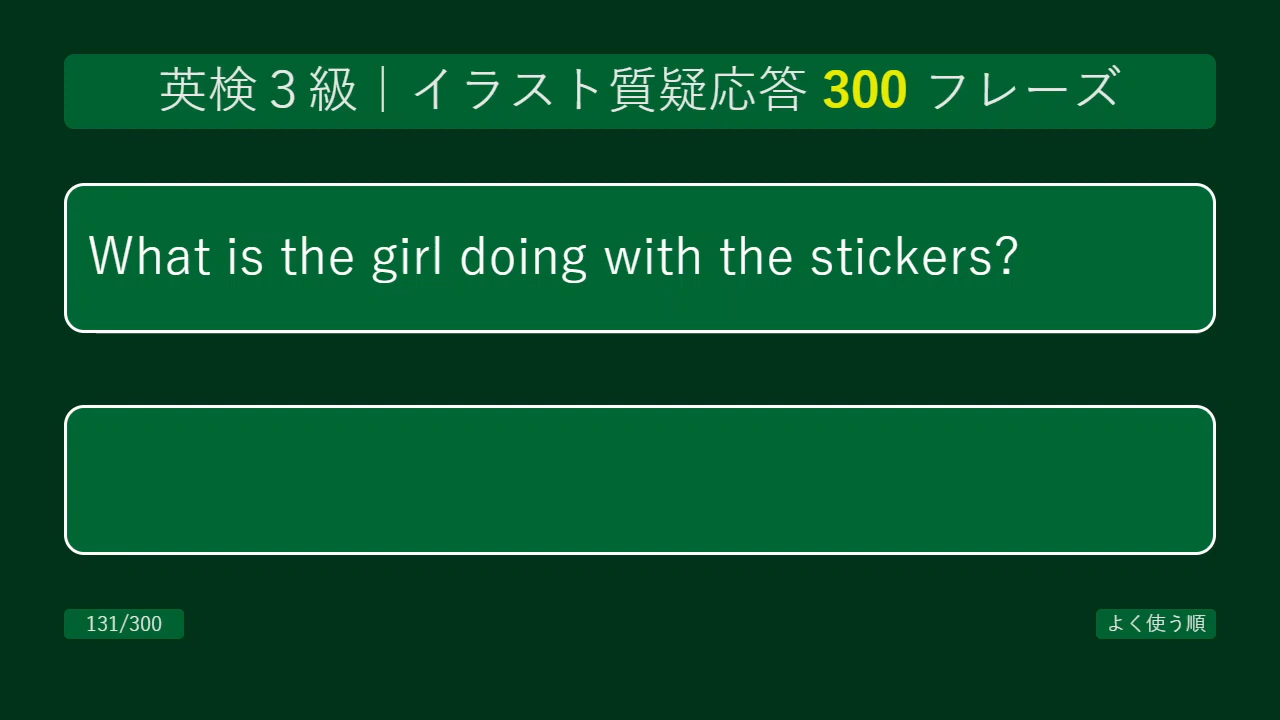 英検３級｜イラスト質疑応答 300 フレーズ
What is the girl doing with the stickers?
131/300
よく使う順